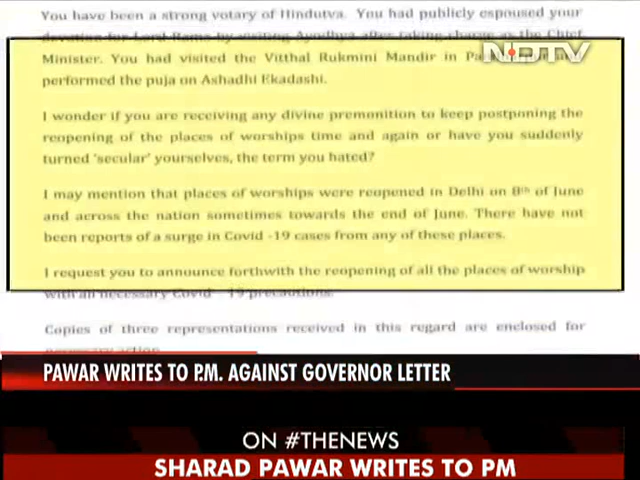 You have been a strong votary of Hindutva. You had publicly espoused your
devotion for Lord Rama by visiting Ayodhya after taking charge as the Chief
Minister. You had visited the Vitthal Rukmini Mandir in
performed the puja on Ashadhi Ekadashi.
NDTV
I wonder if you are receiving any divine premonition to keep postponing the
reopening of the places of worships time and again or have you suddenly
turned 'secular' yourselves, the term you hated?
I may mention that places of worships were reopened in Delhi on 8th of June
and across the nation sometimes towards the end of June. There have not
been reports of a surge in Covid -19 cases from any of these places.
I request you to announce forthwith the reopening of all the places of worship
with all necessary Covid - 19 precautions.
Copies of three representations received in this regard are enclosed for
necessary action.
PAWAR WRITES TO P.M. AGAINST GOVERNOR LETTER
ON #THENEWS
SHARAD PAWAR WRITES TO PM